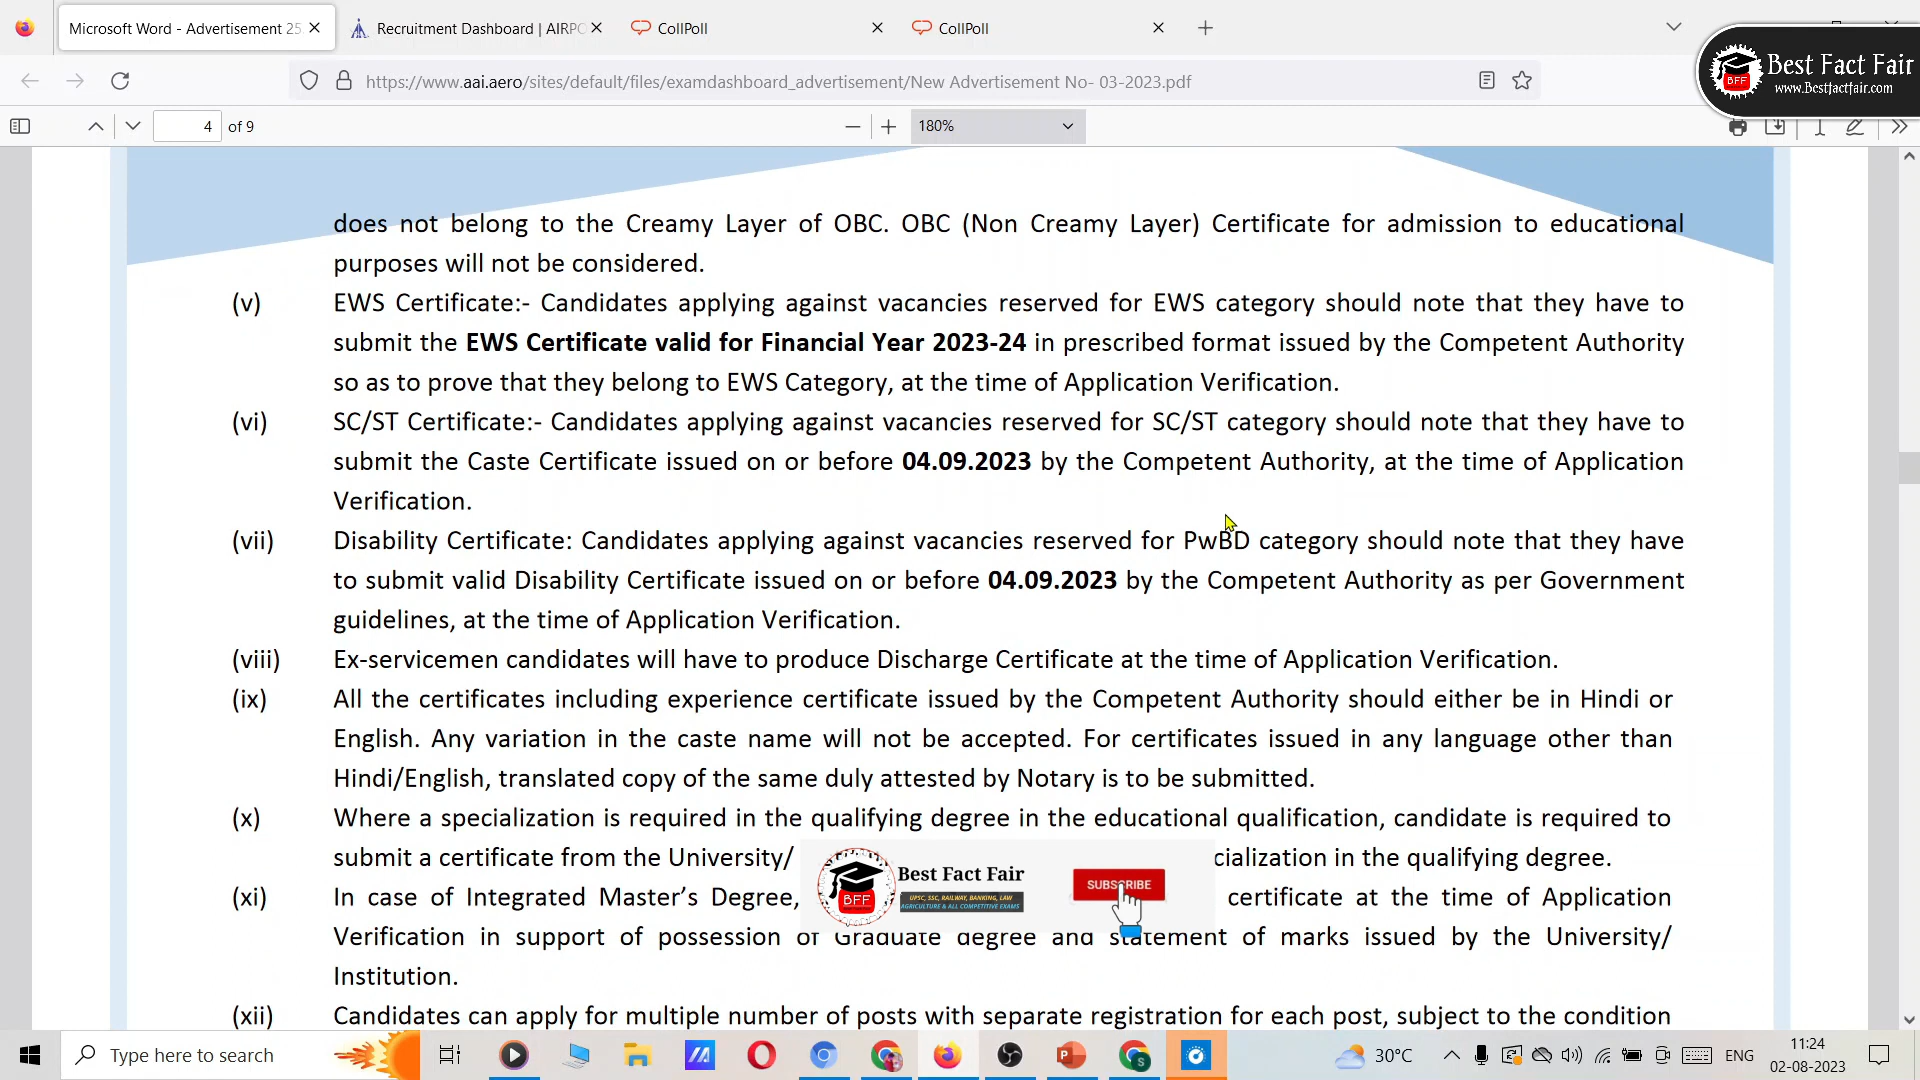 Microsoft Word - Advertisement 25
Recruitment Dashboard | AIRPO
CollPoll
CollPoll
https://www.aai.aero/sites/default/files/examdashboard_advertisement/New Advertisement No- 03-2023.pdf
Best Fact Fair
www.Bestfactfair.com
BFF
4 of 9
180%
does not belong to the Creamy Layer of OBC. OBC (Non Creamy Layer) Certificate for admission to educational
purposes will not be considered.
(v) EWS Certificate:- Candidates applying against vacancies reserved for EWS category should note that they have to
submit the EWS Certificate valid for Financial Year 2023-24 in prescribed format issued by the Competent Authority
so as to prove that they belong to EWS Category, at the time of Application Verification.
(vi) SC/ST Certificate:- Candidates applying against vacancies reserved for SC/ST category should note that they have to
submit the Caste Certificate issued on or before 04.09.2023 by the Competent Authority, at the time of Application
Verification.
(vii) Disability Certificate: Candidates applying against vacancies reserved for PwBD category should note that they have
to submit valid Disability Certificate issued on or before 04.09.2023 by the Competent Authority as per Government
guidelines, at the time of Application Verification.
(viii) Ex-servicemen candidates will have to produce Discharge Certificate at the time of Application Verification.
(ix) All the certificates including experience certificate issued by the Competent Authority should either be in Hindi or
English. Any variation in the caste name will not be accepted. For certificates issued in any language other than
Hindi/English, translated copy of the same duly attested by Notary is to be submitted.
(x) Where a specialization is required in the qualifying degree in the educational qualification, candidate is required to
submit a certificate from the University/ cialization in the qualifying degree.
(xi) In case of Integrated Master's Degree, certificate at the time of Application
Verification in support of possession of Graduate degree and statement of marks issued by the University/
Institution.
(xii) Candidates can apply for multiple number of posts with separate registration for each post, subject to the condition
BFF
Best Fact Fair
UPSC, SSC, RAILWAY, BANKING, LAW
AGRICULTURE & ALL COMPETITIVE EXAMS
SUBSCRIBE
Type here to search
30°C
ENG
11:24
02-08-2023